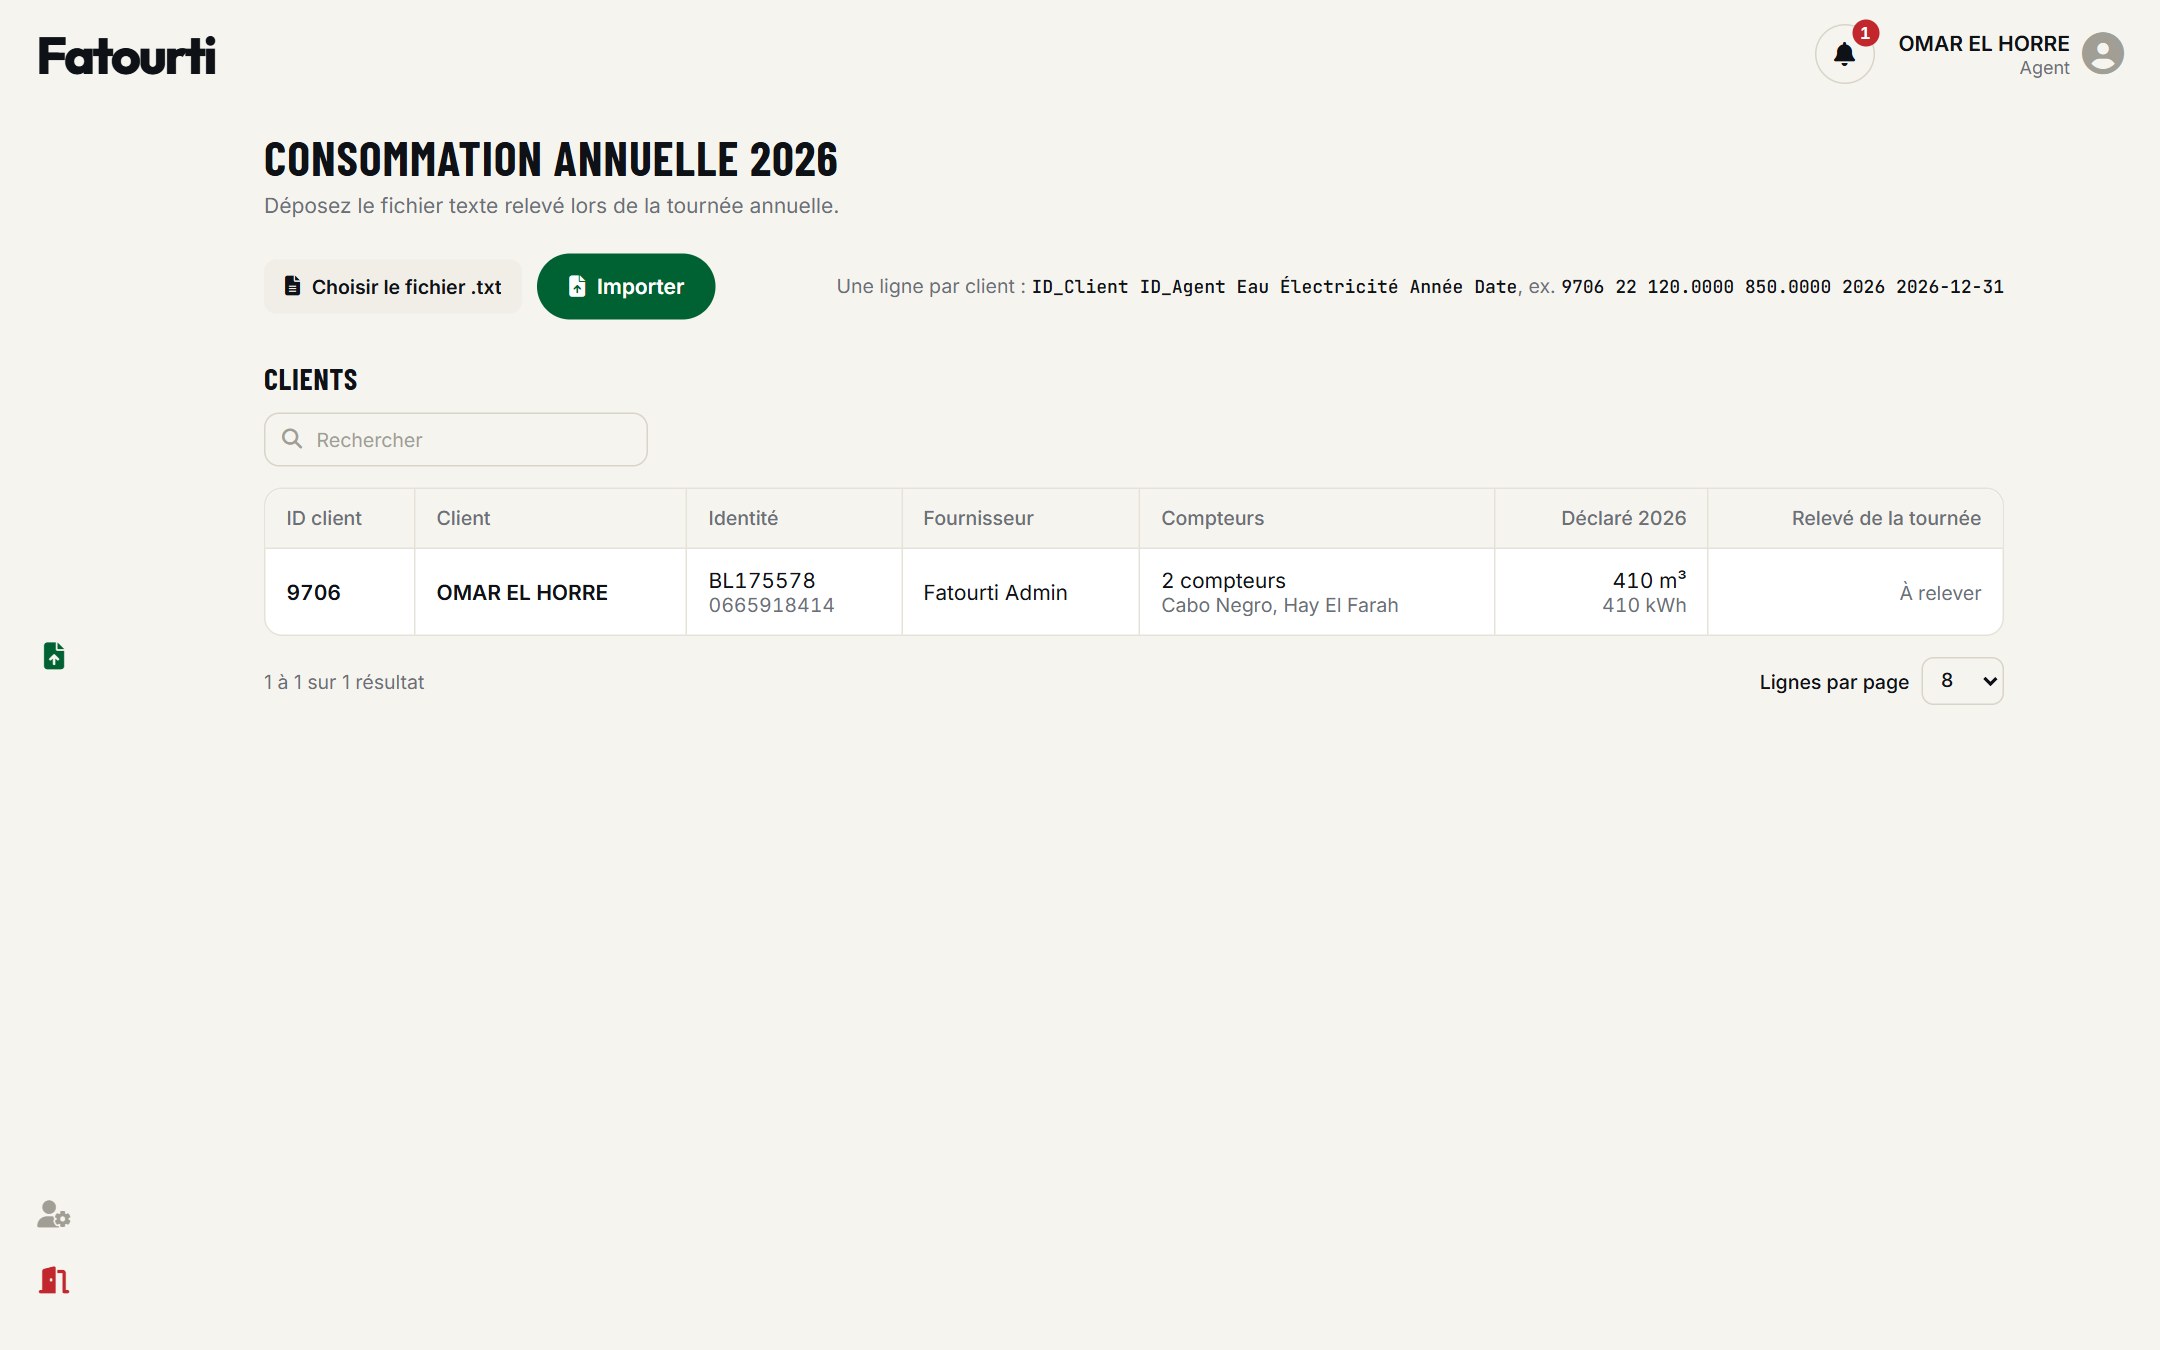 Fatourti
1
OMAR EL HORRE
Agent
CONSOMMATION ANNUELLE 2026
Déposez le fichier texte relevé lors de la tournée annuelle.
Choisir le fichier .txt
Importer
Une ligne par client : ID_Client ID_Agent Eau Électricité Année Date, ex. 9706 22 120.0000 850.0000 2026 2026-12-31
CLIENTS
Rechercher
ID client Client Identité Fournisseur Compteurs Déclaré 2026 Relevé de la tournée
9706 OMAR EL HORRE BL175578 Fatourti Admin 2 compteurs 410 m³ À relever
0665918414 Cabo Negro, Hay El Farah 410 kWh
1 à 1 sur 1 résultat
Lignes par page 8